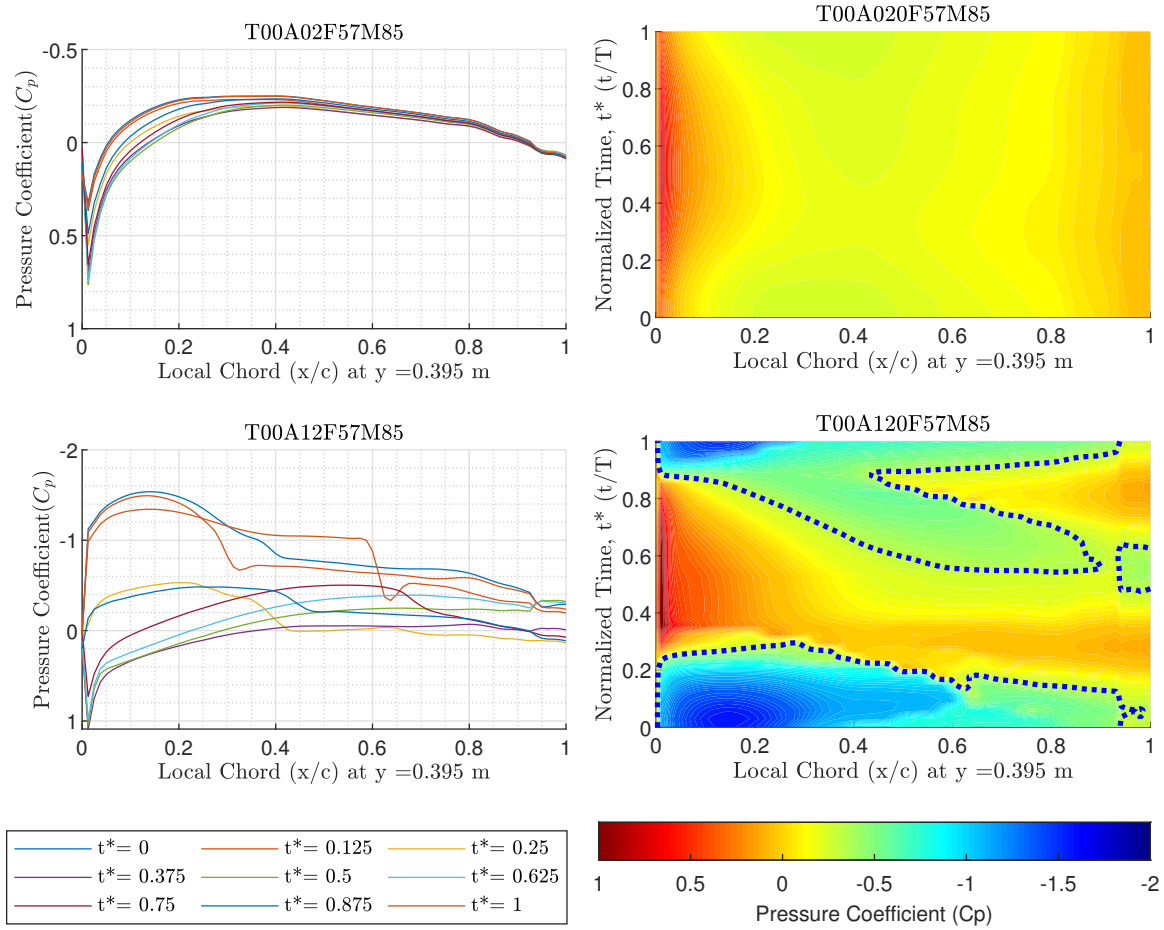 T00A02F57M85
-0.5
0
0.5
1
Pressure Coefficient(Cp)
0 0.2 0.4 0.6 0.8 1
Local Chord (x/c) at y =0.395 m
T00A020F57M85
1
0.8
0.6
0.4
0.2
0
Normalized Time, t* (t/T)
0 0.2 0.4 0.6 0.8 1
Local Chord (x/c) at y =0.395 m
T00A12F57M85
-2
-1
0
1
Pressure Coefficient(Cp)
0 0.2 0.4 0.6 0.8 1
Local Chord (x/c) at y =0.395 m
T00A120F57M85
1
0.8
0.6
0.4
0.2
0
Normalized Time, t* (t/T)
0 0.2 0.4 0.6 0.8 1
Local Chord (x/c) at y =0.395 m
t*= 0 t*= 0.125 t*= 0.25
t*= 0.375 t*= 0.5 t*= 0.625
t*= 0.75 t*= 0.875 t*= 1
1 0.5 0 -0.5 -1 -1.5 -2
Pressure Coefficient (Cp)